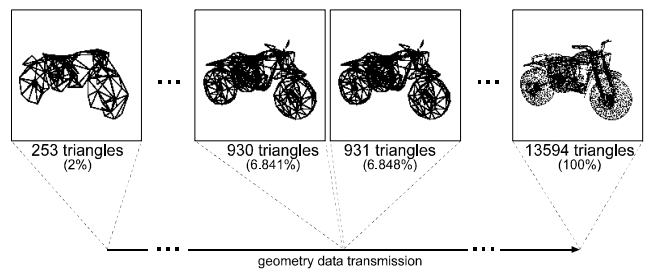 253 triangles
(2%)
930 triangles
(6.841%)
931 triangles
(6.848%)
13594 triangles
(100%)
geometry data transmission